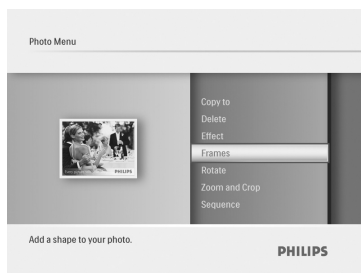 Photo Menu
PHILIPS
Copy to
Delete
Effect
Frames
Rotate
Zoom and Crop
Sequence
Add a shape to your photo.
PHILIPS